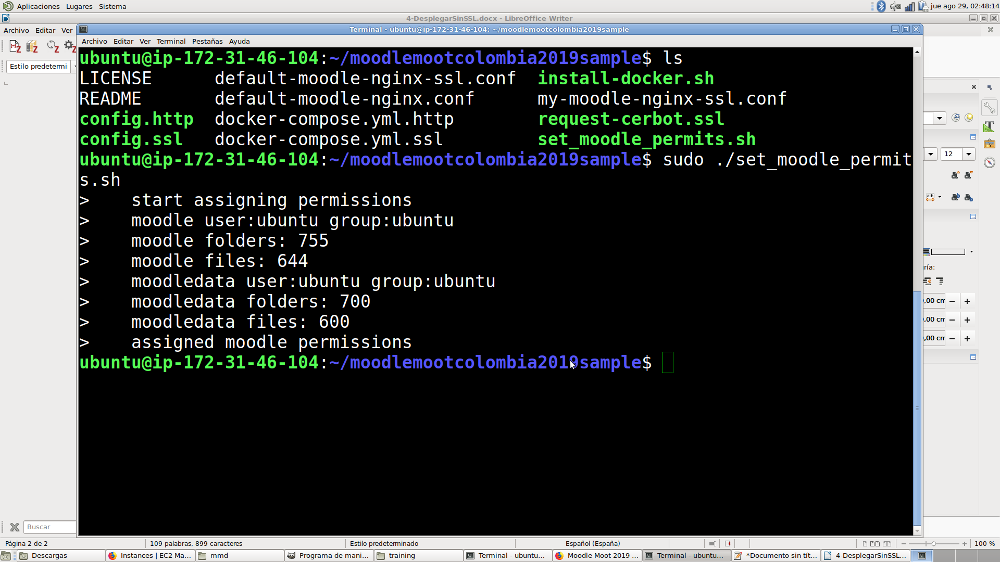 Aplicaciones Lugares Sistema
jue ago 29, 02:48:14
4-DesplegarSinSSL.docx - LibreOffice Writer
Archivo Editar Ver
Terminal - ubuntu@ip-172-31-46-104: ~/moodlemootcolombia2019sample
Archivo Editar Ver Terminal Pestañas Ayuda
Estilo predetermi
ubuntu@ip-172-31-46-104:~/moodlemootcolombia2019sample$ ls
LICENSE default-moodle-nginx-ssl.conf install-docker.sh
README default-moodle-nginx.conf my-moodle-nginx-ssl.conf
config.http docker-compose.yml.http request-cerbot.ssl
config.ssl docker-compose.yml.ssl set_moodle_permits.sh
ubuntu@ip-172-31-46-104:~/moodlemootcolombia2019sample$ sudo ./set_moodle_permit
s.sh
> start assigning permissions
> moodle user:ubuntu group:ubuntu
> moodle folders: 755
> moodle files: 644
> moodledata user:ubuntu group:ubuntu
> moodledata folders: 700
> moodledata files: 600
> assigned moodle permissions
ubuntu@ip-172-31-46-104:~/moodlemootcolombia2019sample$
12
ría:
,00 cm
,00 cm
,00 cm
Buscar
Página 2 de 2
109 palabras, 899 caracteres
Estilo predeterminado
Español (España)
100 %
Descargas
Instances | EC2 Ma...
mmd
Programa de mani...
training
Terminal - ubuntu...
Moodle Moot 2019 ...
Terminal - ubuntu...
*Documento sin tít...
4-DesplegarSinSSL...